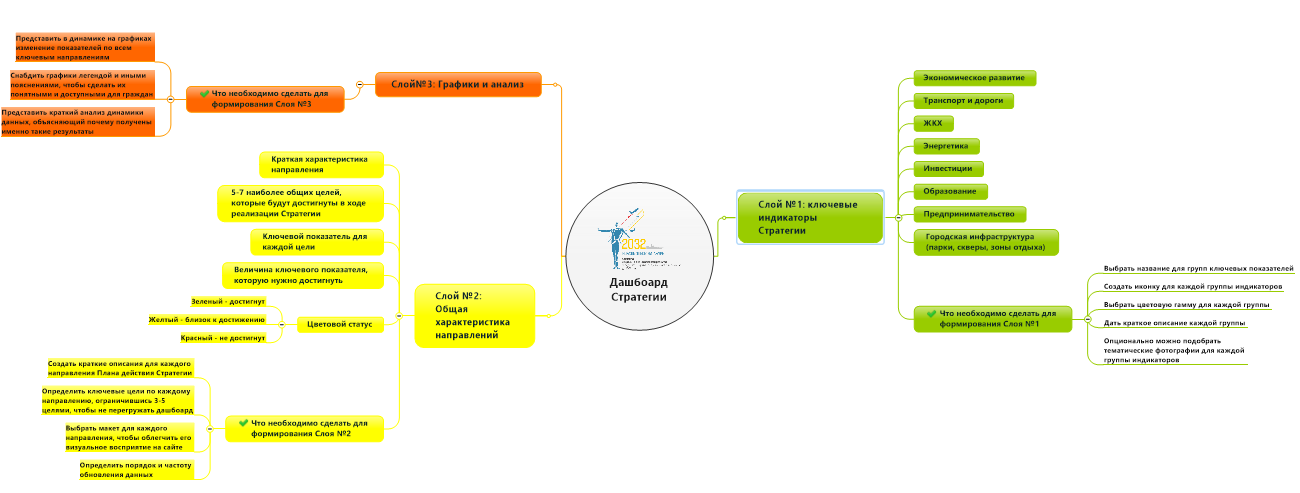 Представить в динамике на графиках
изменение показателей по всем
ключевым направлениям
Снабдить графики легендой и иными
пояснениями, чтобы сделать их
понятными и доступными для граждан
Представить краткий анализ динамики
данных, объясняющий почему получены
именно такие результаты
Что необходимо сделать для
формирования Слоя №3
Слой№3: Графики и анализ
Краткая характеристика
направления
5-7 наиболее общих целей,
которые будут достигнуты в ходе
реализации Стратегии
Ключевой показатель для
каждой цели
Величина ключевого показателя,
которую нужно достигнуть
Зеленый - достигнут
Желтый - близок к достижению
Красный - не достигнут
Цветовой статус
Слой №2:
Общая
характеристика
направлений
Создать краткие описания для каждого
направления Плана действия Стратегии
Определить ключевые цели по каждому
направлению, ограничившись 3-5
целями, чтобы не перегружать дашбоард
Выбрать макет для каждого
направления, чтобы облегчить его
визуальное восприятие на сайте
Определить порядок и частоту
обновления данных
Что необходимо сделать для
формирования Слоя №2
2032
Дашбоард
Стратегии
Слой №1: ключевые
индикаторы
Стратегии
Экономическое развитие
Транспорт и дороги
ЖКХ
Энергетика
Инвестиции
Образование
Предпринимательство
Городская инфраструктура
(парки, скверы, зоны отдыха)
Что необходимо сделать для
формирования Слоя №1
Выбрать название для групп ключевых показателей
Создать иконку для каждой группы индикаторов
Выбрать цветовую гамму для каждой группы
Дать краткое описание каждой группы
Опционально можно подобрать
тематические фотографии для каждой
группы индикаторов